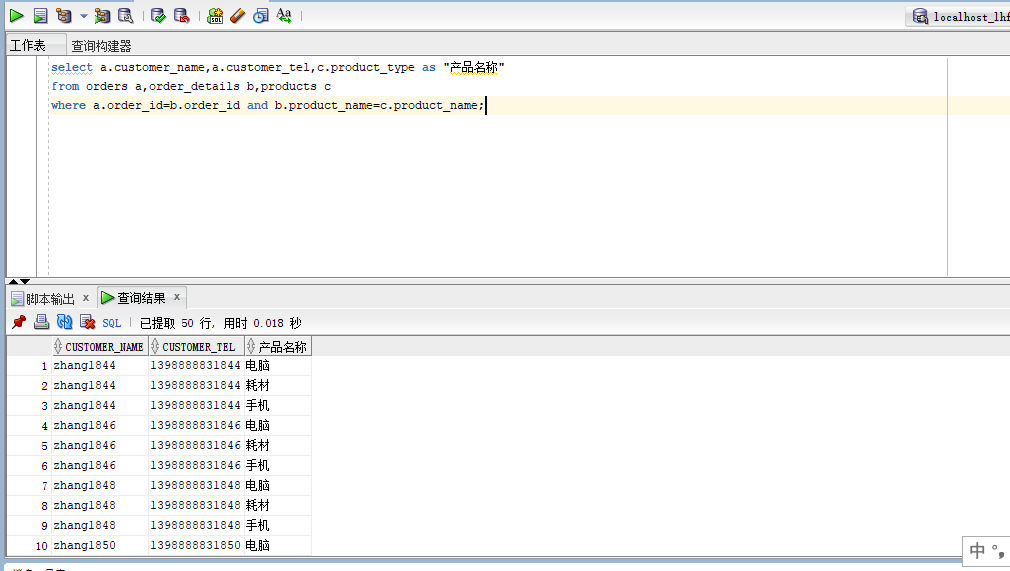 localhost_lhf
工作表 查询构建器
select a.customer_name,a.customer_tel,c.product_type as "产品名称"
from orders a,order_details b,products c
where a.order_id=b.order_id and b.product_name=c.product_name;
脚本输出 x 查询结果 x
SQL | 已提取 50 行, 用时 0.018 秒
CUSTOMER_NAME CUSTOMER_TEL 产品名称
1 zhang1844 1398888831844 电脑
2 zhang1844 1398888831844 耗材
3 zhang1844 1398888831844 手机
4 zhang1846 1398888831846 电脑
5 zhang1846 1398888831846 耗材
6 zhang1846 1398888831846 手机
7 zhang1848 1398888831848 电脑
8 zhang1848 1398888831848 耗材
9 zhang1848 1398888831848 手机
10 zhang1850 1398888831850 电脑
中 °,